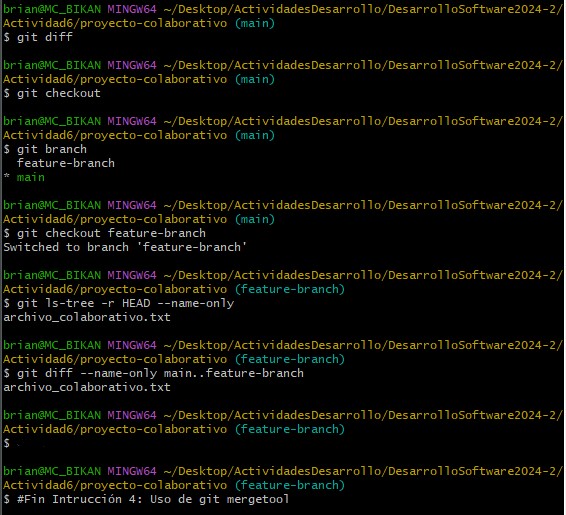 brian@MC_BIKAN MINGW64 ~/Desktop/ActividadesDesarrollo/DesarrolloSoftware2024-2/
Actividad6/proyecto-colaborativo (main)
$ git diff
brian@MC_BIKAN MINGW64 ~/Desktop/ActividadesDesarrollo/DesarrolloSoftware2024-2/
Actividad6/proyecto-colaborativo (main)
$ git checkout
brian@MC_BIKAN MINGW64 ~/Desktop/ActividadesDesarrollo/DesarrolloSoftware2024-2/
Actividad6/proyecto-colaborativo (main)
$ git branch
feature-branch
* main
brian@MC_BIKAN MINGW64 ~/Desktop/ActividadesDesarrollo/DesarrolloSoftware2024-2/
Actividad6/proyecto-colaborativo (main)
$ git checkout feature-branch
Switched to branch 'feature-branch'
brian@MC_BIKAN MINGW64 ~/Desktop/ActividadesDesarrollo/DesarrolloSoftware2024-2/
Actividad6/proyecto-colaborativo (feature-branch)
$ git ls-tree -r HEAD --name-only
archivo_colaborativo.txt
brian@MC_BIKAN MINGW64 ~/Desktop/ActividadesDesarrollo/DesarrolloSoftware2024-2/
Actividad6/proyecto-colaborativo (feature-branch)
$ git diff --name-only main..feature-branch
archivo_colaborativo.txt
brian@MC_BIKAN MINGW64 ~/Desktop/ActividadesDesarrollo/DesarrolloSoftware2024-2/
Actividad6/proyecto-colaborativo (feature-branch)
$
brian@MC_BIKAN MINGW64 ~/Desktop/ActividadesDesarrollo/DesarrolloSoftware2024-2/
Actividad6/proyecto-colaborativo (feature-branch)
$ #Fin Intrucción 4: Uso de git mergetool